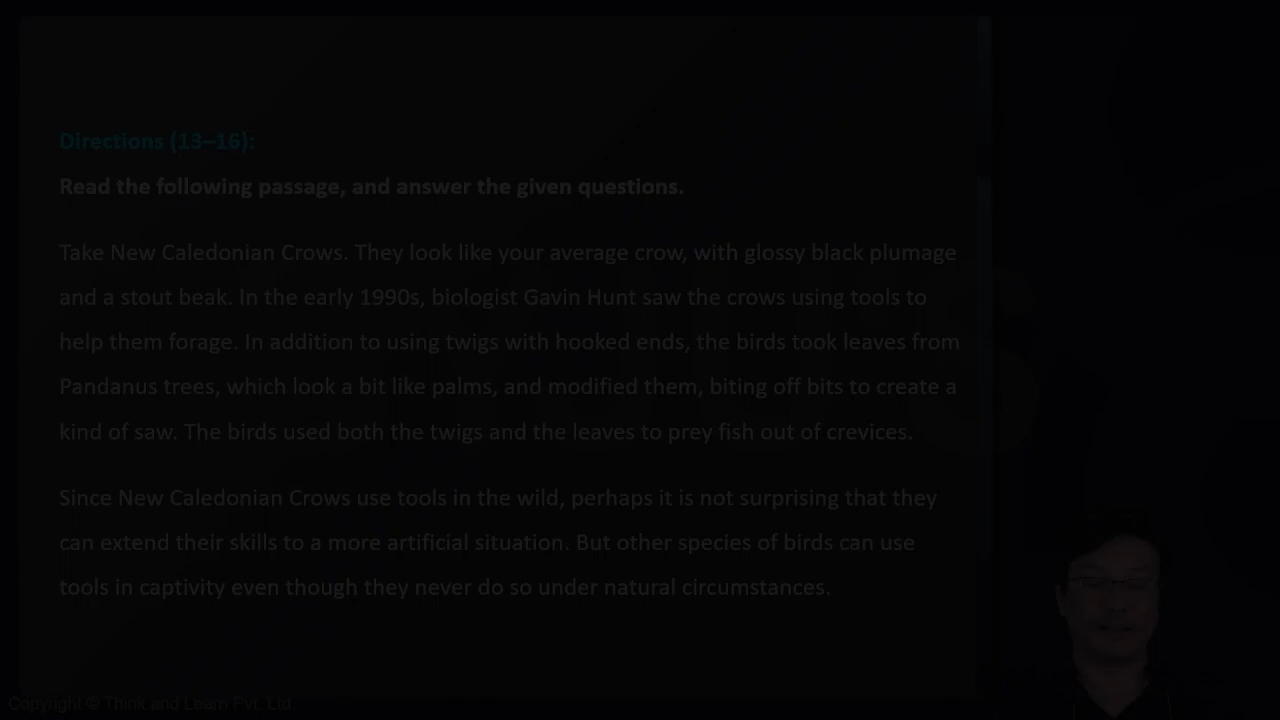 Directions (13–16):
Read the following passage, and answer the given questions.
Take New Caledonian Crows. They look like your average crow, with glossy black plumage
and a stout beak. In the early 1990s, biologist Gavin Hunt saw the crows using tools to
help them forage. In addition to using twigs with hooked ends, the birds took leaves from
Pandanus trees, which look a bit like palms, and modified them, biting off bits to create a
kind of saw. The birds used both the twigs and the leaves to prey fish out of crevices.
Since New Caledonian Crows use tools in the wild, perhaps it is not surprising that they
can extend their skills to a more artificial situation. But other species of birds can use
tools in captivity even though they never do so under natural circumstances.
Copyright © Think and Learn Pvt. Ltd.